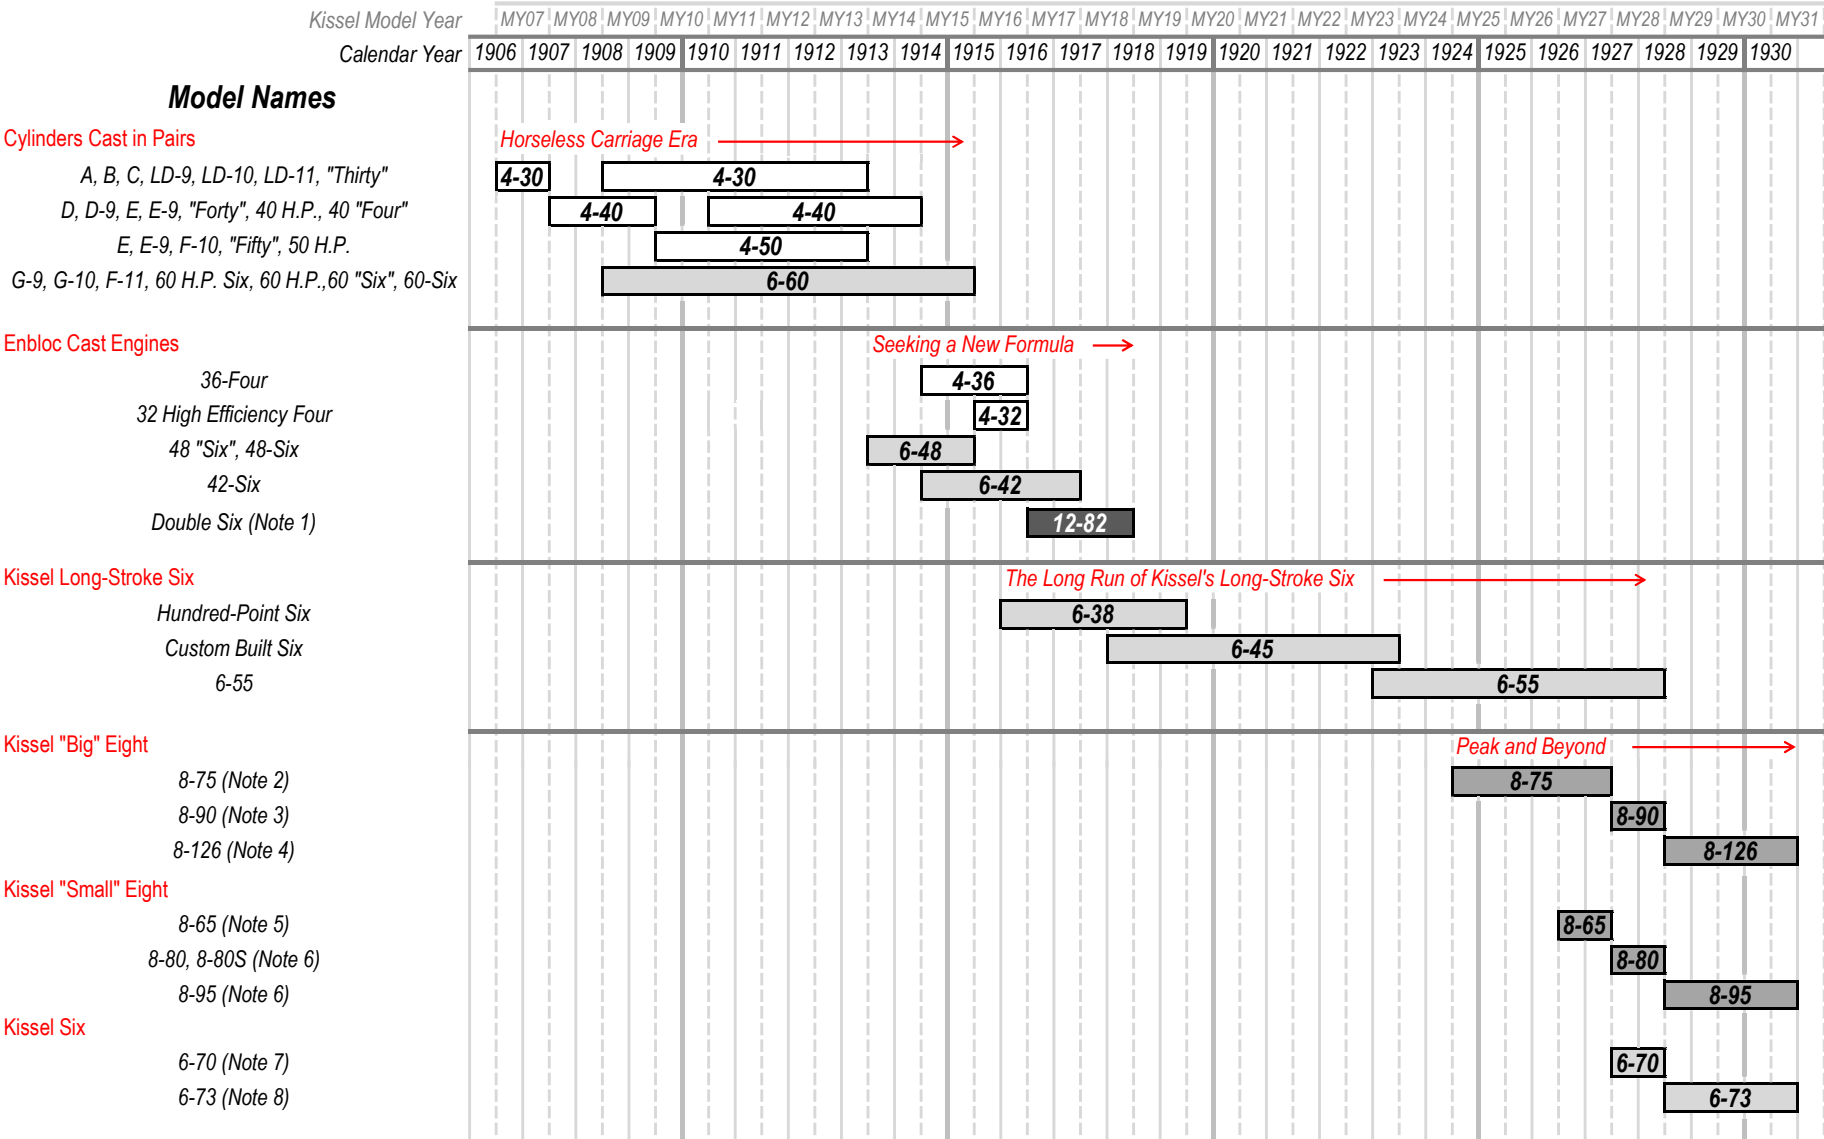 Kissel Model Year MY07 MY08 MY09 MY10 MY11 MY12 MY13 MY14 MY15 MY16 MY17 MY18 MY19 MY20 MY21 MY22 MY23 MY24 MY25 MY26 MY27 MY28 MY29 MY30 MY31
Calendar Year 1906 1907 1908 1909 1910 1911 1912 1913 1914 1915 1916 1917 1918 1919 1920 1921 1922 1923 1924 1925 1926 1927 1928 1929 1930
Model Names
Cylinders Cast in Pairs Horseless Carriage Era
A, B, C, LD-9, LD-10, LD-11, "Thirty" 4-30 4-30
D, D-9, E, E-9, "Forty", 40 H.P., 40 "Four" 4-40 4-40
E, E-9, F-10, "Fifty", 50 H.P. 4-50
G-9, G-10, F-11, 60 H.P. Six, 60 H.P.,60 "Six", 60-Six 6-60
Enbloc Cast Engines Seeking a New Formula
36-Four 4-36
32 High Efficiency Four 4-32
48 "Six", 48-Six 6-48
42-Six 6-42
Double Six (Note 1) 12-82
Kissel Long-Stroke Six The Long Run of Kissel's Long-Stroke Six
Hundred-Point Six 6-38
Custom Built Six 6-45
6-55 6-55
Kissel "Big" Eight Peak and Beyond
8-75 (Note 2) 8-75
8-90 (Note 3) 8-90
8-126 (Note 4) 8-126
Kissel "Small" Eight
8-65 (Note 5) 8-65
8-80, 8-80S (Note 6) 8-80
8-95 (Note 6) 8-95
Kissel Six
6-70 (Note 7) 6-70
6-73 (Note 8) 6-73